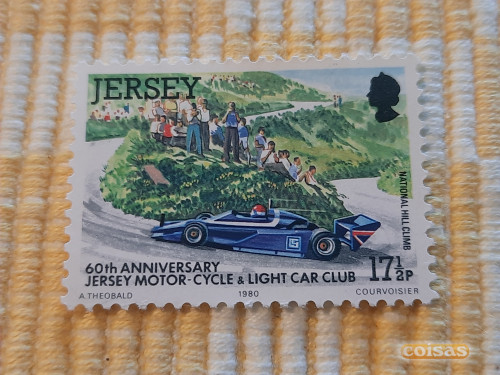 JERSEY
NATIONAL HILL CLIMB
60th ANNIVERSARY
JERSEY MOTOR-CYCLE & LIGHT CAR CLUB
17½P
A.THEOBALD
1980
COURVOISIER
coisas